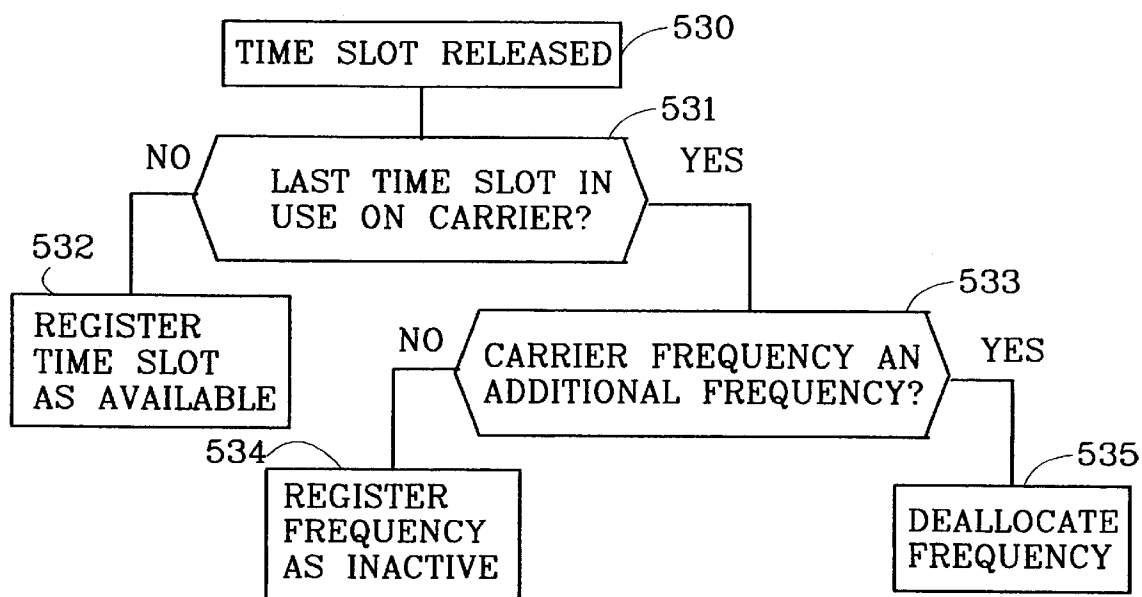 530
TIME SLOT RELEASED
531
NO
YES
LAST TIME SLOT IN
USE ON CARRIER?
532
533
REGISTER
TIME SLOT
AS AVAILABLE
NO
YES
CARRIER FREQUENCY AN
ADDITIONAL FREQUENCY?
534
535
REGISTER
FREQUENCY
AS INACTIVE
DEALLOCATE
FREQUENCY